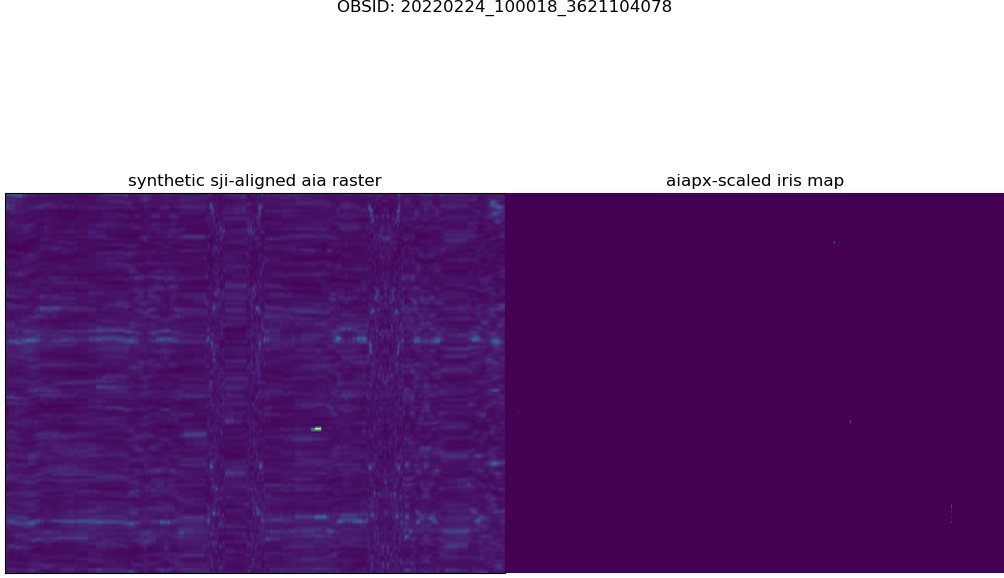 OBSID: 20220224_100018_3621104078
synthetic sji-aligned aia raster
aiapx-scaled iris map